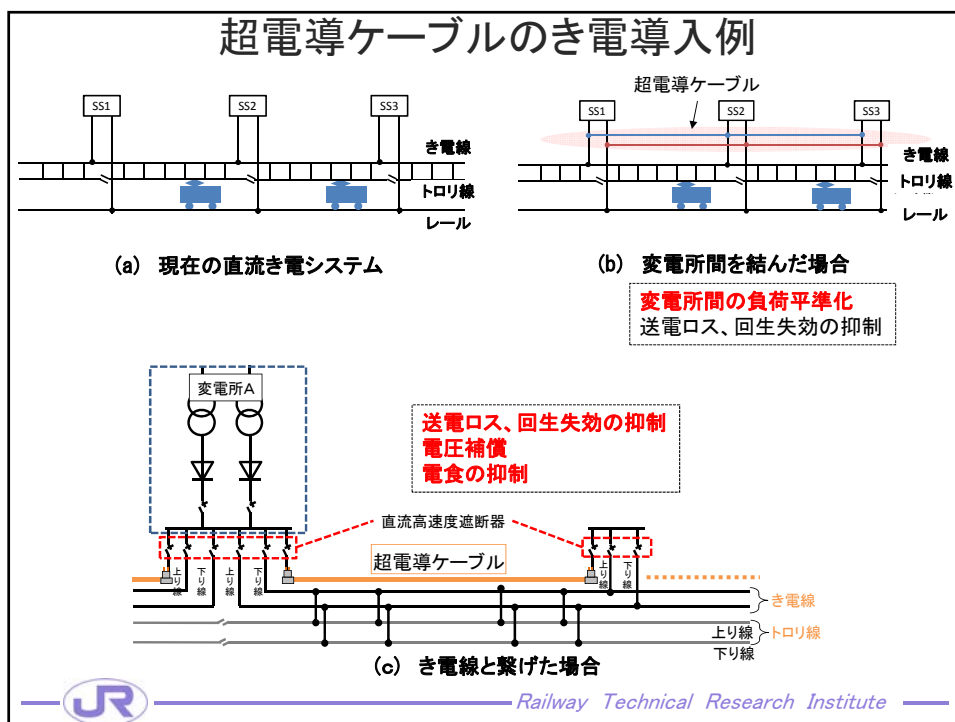 超電導ケーブルのき電導入例
SS1
SS2
SS3
き電線
トロリ線
レール
(a) 現在の直流き電システム
超電導ケーブル
SS1
SS2
SS3
き電線
トロリ線
レール
(b) 変電所間を結んだ場合
変電所間の負荷平準化
送電ロス、回生失効の抑制
変電所A
送電ロス、回生失効の抑制
電圧補償
電食の抑制
直流高速度遮断器
超電導ケーブル
上り線
下り線
上り線
下り線
上り線
下り線
き電線
上り線
トロリ線
下り線
(c) き電線と繋げた場合
JR
Railway Technical Research Institute